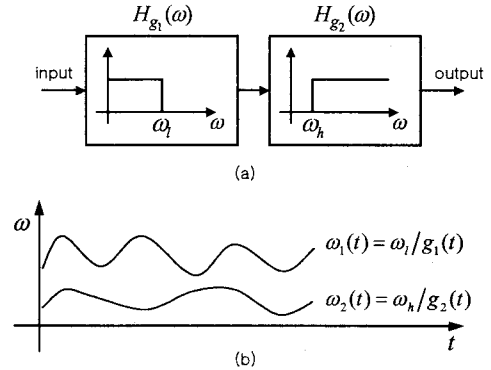 H_{g_1}(ω) H_{g_2}(ω)
input output
ω_l ω ω_h ω
(a)
ω
ω_1(t) = ω_l/g_1(t)
ω_2(t) = ω_h/g_2(t)
t
(b)